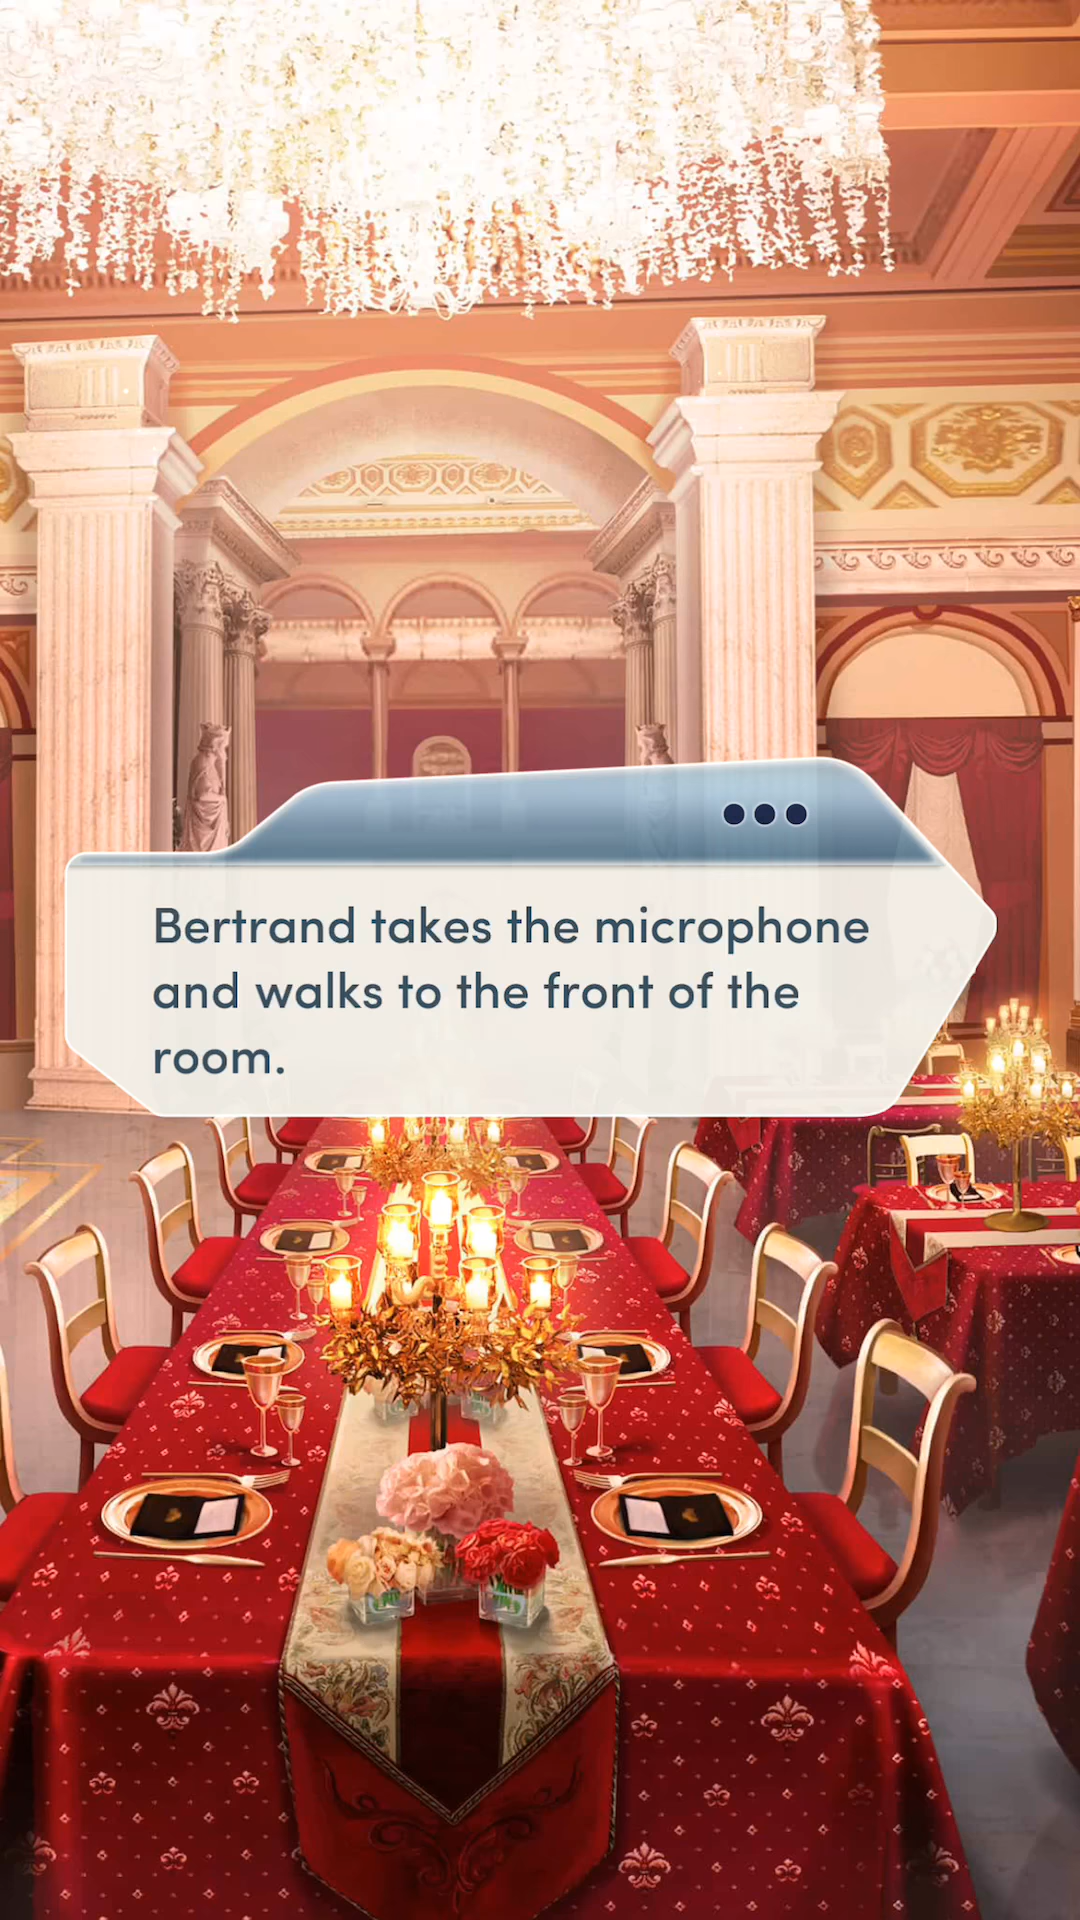 Bertrand takes the microphone
and walks to the front of the
room.